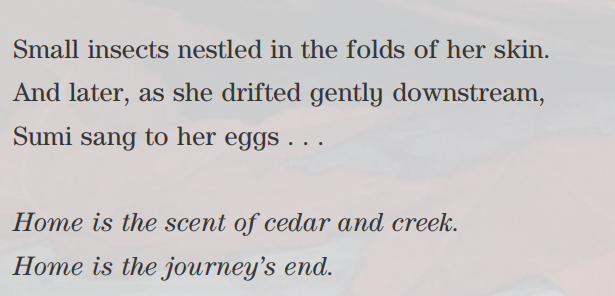 Small insects nestled in the folds of her skin.
And later, as she drifted gently downstream,
Sumi sang to her eggs . . .
Home is the scent of cedar and creek.
Home is the journey’s end.